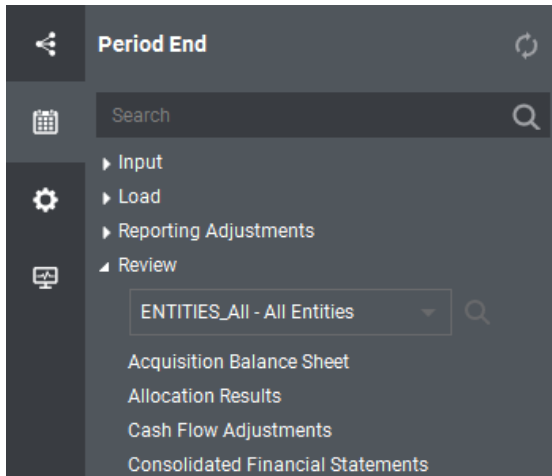 Period End
Search
Input
Load
Reporting Adjustments
Review
ENTITIES_All - All Entities
Acquisition Balance Sheet
Allocation Results
Cash Flow Adjustments
Consolidated Financial Statements